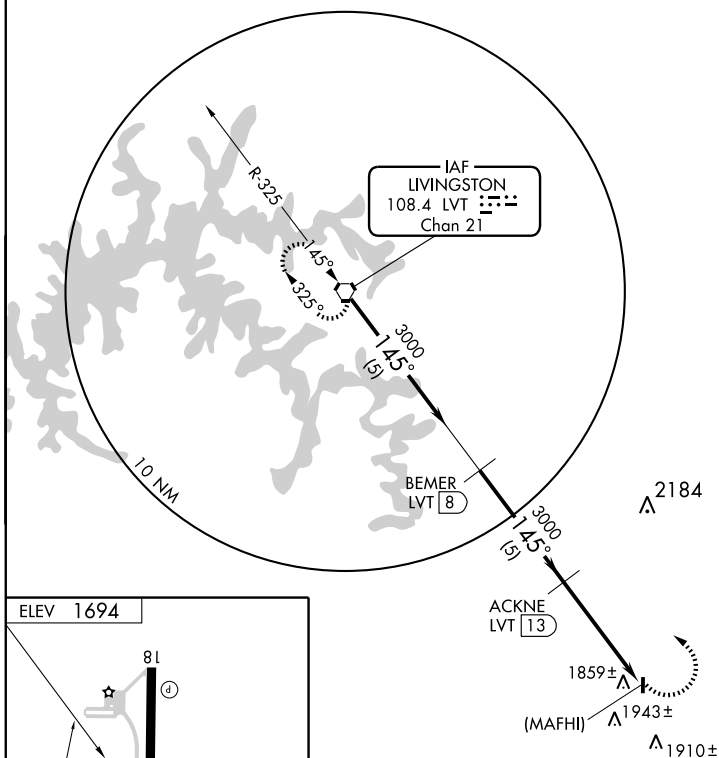 R-325
IAF
LIVINGSTON
108.4 LVT
Chan 21
145°
325°
3000
145°
(5)
10 NM
BEMER
LVT 8
2184
3000
145°
(5)
ACKNE
LVT 13
ELEV 1694
18
P
1859±
1943±
(MAFHI)
1910±